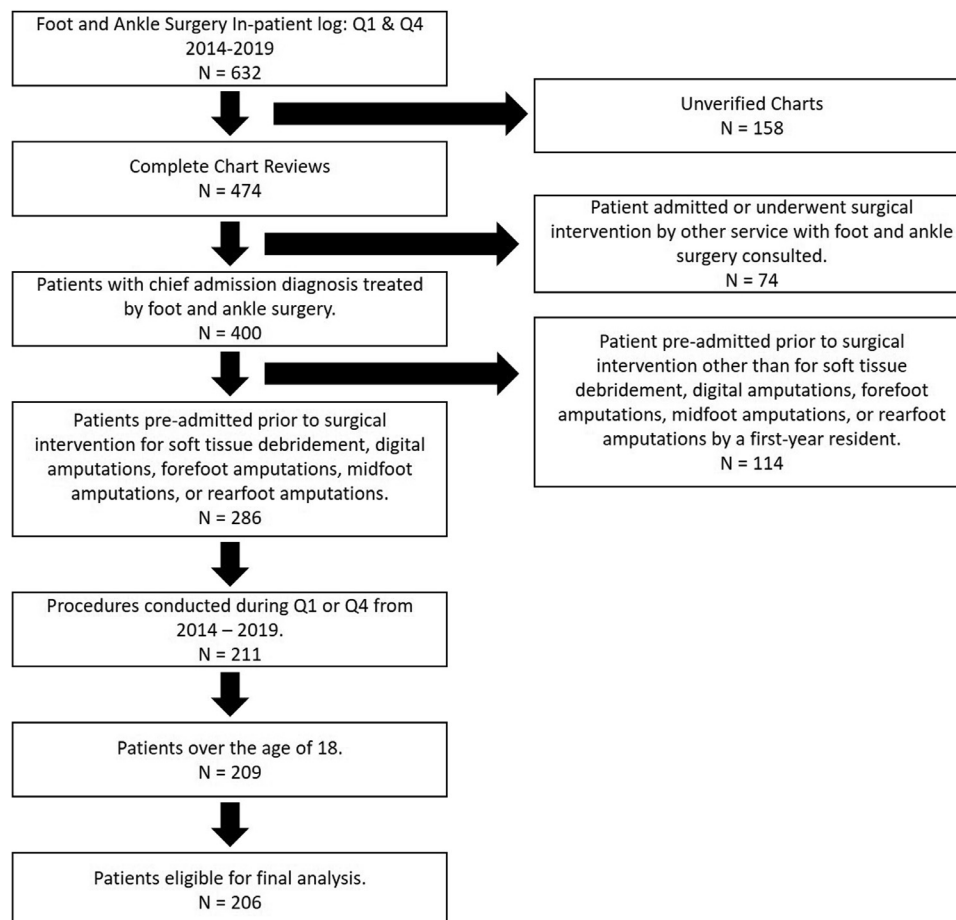 Foot and Ankle Surgery In-patient log: Q1 & Q4
2014-2019
N = 632
Unverified Charts
N = 158
Complete Chart Reviews
N = 474
Patient admitted or underwent surgical
intervention by other service with foot and ankle
surgery consulted.
N = 74
Patients with chief admission diagnosis treated
by foot and ankle surgery.
N = 400
Patient pre-admitted prior to surgical
intervention other than for soft tissue
debridement, digital amputations, forefoot
amputations, midfoot amputations, or rearfoot
amputations by a first-year resident.
N = 114
Patients pre-admitted prior to surgical
intervention for soft tissue debridement, digital
amputations, forefoot amputations, midfoot
amputations, or rearfoot amputations.
N = 286
Procedures conducted during Q1 or Q4 from
2014 – 2019.
N = 211
Patients over the age of 18.
N = 209
Patients eligible for final analysis.
N = 206